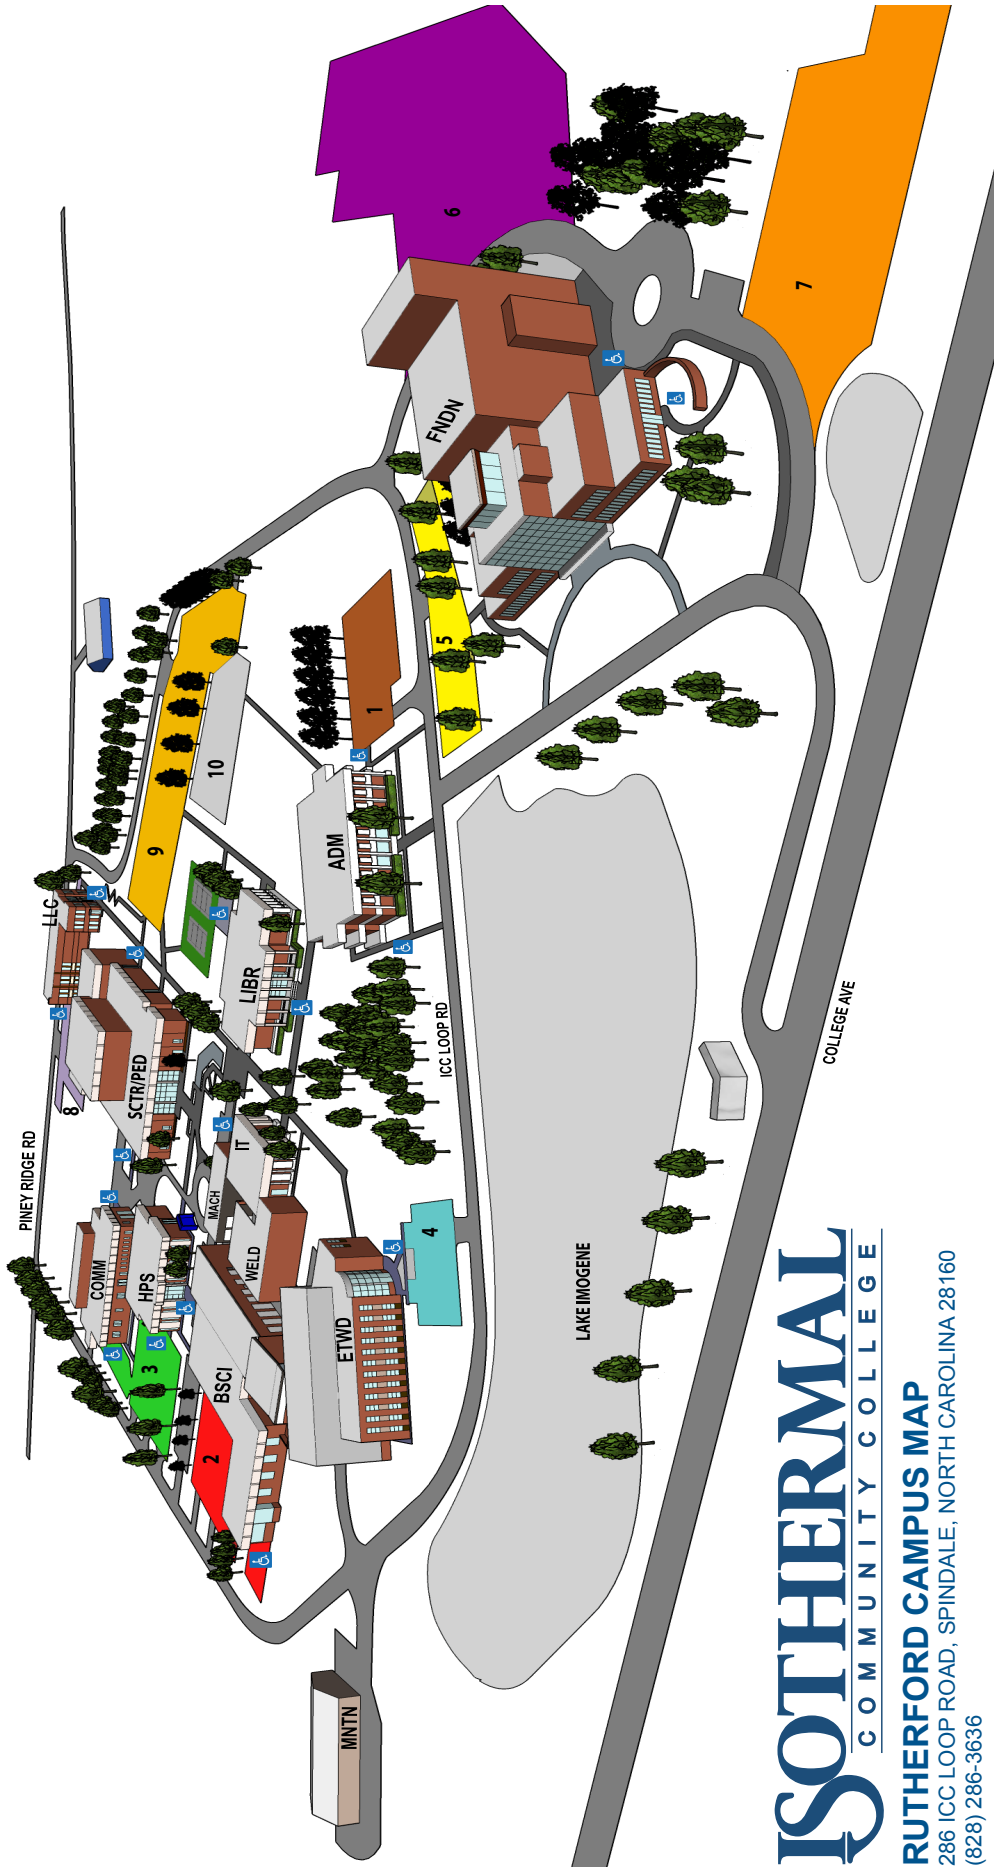 PINEY RIDGE RD
LLC
8
SCTR/PED
COMM
HPS
3
MACH
IT
WELD
BSCI
2
ETWD
4
MNTN
9
10
LIBR
ADM
1
5
FNDN
6
7
ICC LOOP RD
LAKE IMOGENE
COLLEGE AVE
ISOTHERMAL
COMMUNITY COLLEGE
RUTHERFORD CAMPUS MAP
286 ICC LOOP ROAD, SPINDALE, NORTH CAROLINA 28160
(828) 286-3636